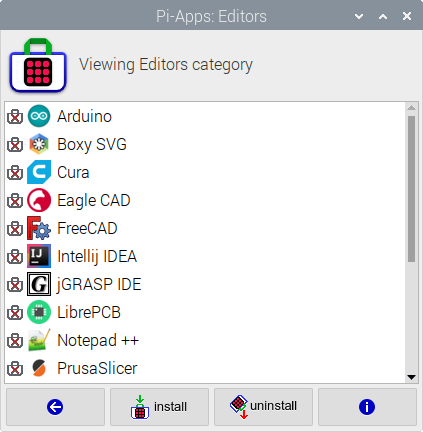 Pi-Apps: Editors
Viewing Editors category
Arduino
Boxy SVG
Cura
Eagle CAD
FreeCAD
IJ
Intellij IDEA
G
jGRASP IDE
LibrePCB
Notepad ++
PrusaSlicer
install
uninstall